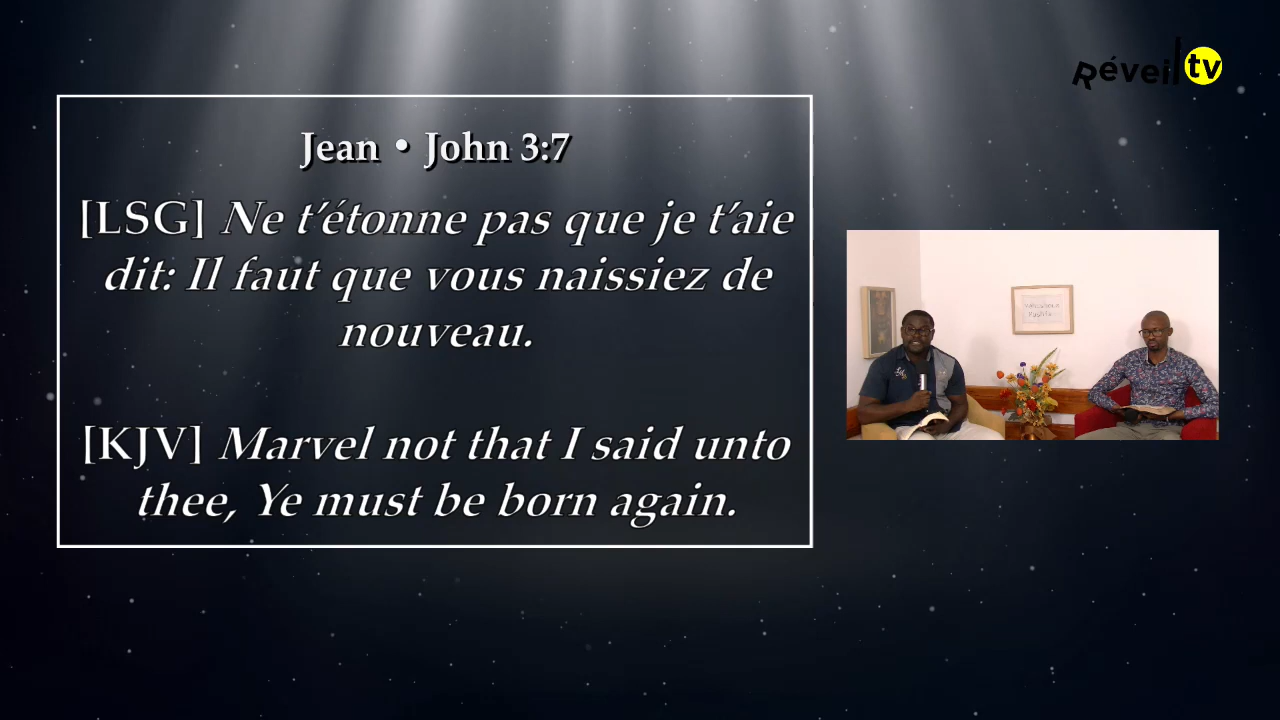 Réveil tv
Jean • John 3:7
[LSG] Ne t’étonne pas que je t’aie
dit: Il faut que vous naissiez de
nouveau.
[KJV] Marvel not that I said unto
thee, Ye must be born again.